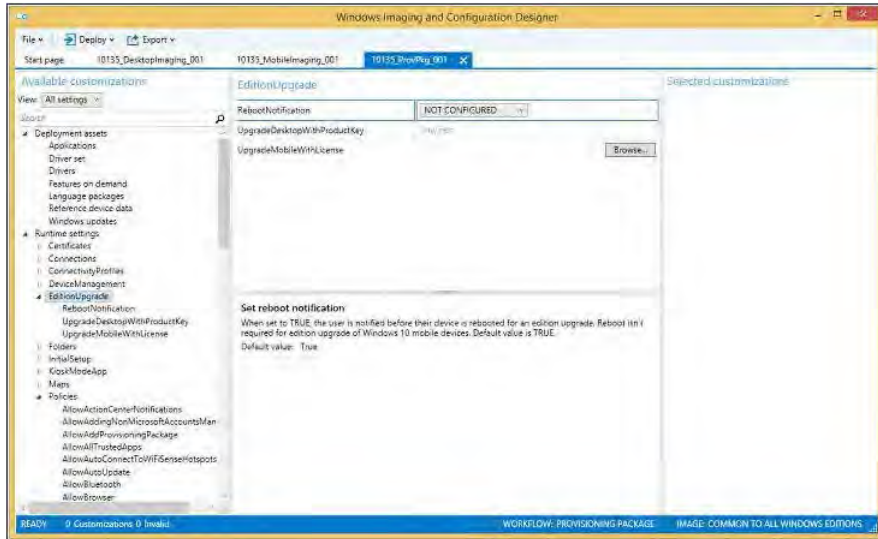 Windows Imaging and Configuration Designer
File Deploy Export
Start page 10135_DesktopImaging_001 10135_MobileImaging_001 10135_ProvPkg_001 X
Available customizations
View: All settings
Search
Deployment assets
Applications
Driver set
Drivers
Features on demand
Language packages
Reference device data
Windows updates
Runtime settings
Certificates
Connections
ConnectivityProfiles
DeviceManagement
EditionUpgrade
RebootNotification
UpgradeDesktopWithProductKey
UpgradeMobileWithLicense
Folders
InitialSetup
KioskModeApp
Maps
Policies
AllowActionCenterNotifications
AllowAddingNonMicrosoftAccountsMan
AllowAddProvisioningPackage
AllowAllTrustedApps
AllowAutoConnectToWiFiSenseHotspots
AllowAutoUpdate
AllowBluetooth
AllowBrowser
EditionUpgrade
RebootNotification NOT CONFIGURED
UpgradeDesktopWithProductKey
UpgradeMobileWithLicense Browse...
Set reboot notification
When set to TRUE, the user is notified before their device is rebooted for an edition upgrade. Reboot isn't
required for edition upgrade of Windows 10 mobile devices. Default value is TRUE.
Default value: True
Selected customizations
READY 0 Customizations 0 Invalid WORKFLOW: PROVISIONING PACKAGE IMAGE: COMMON TO ALL WINDOWS EDITIONS